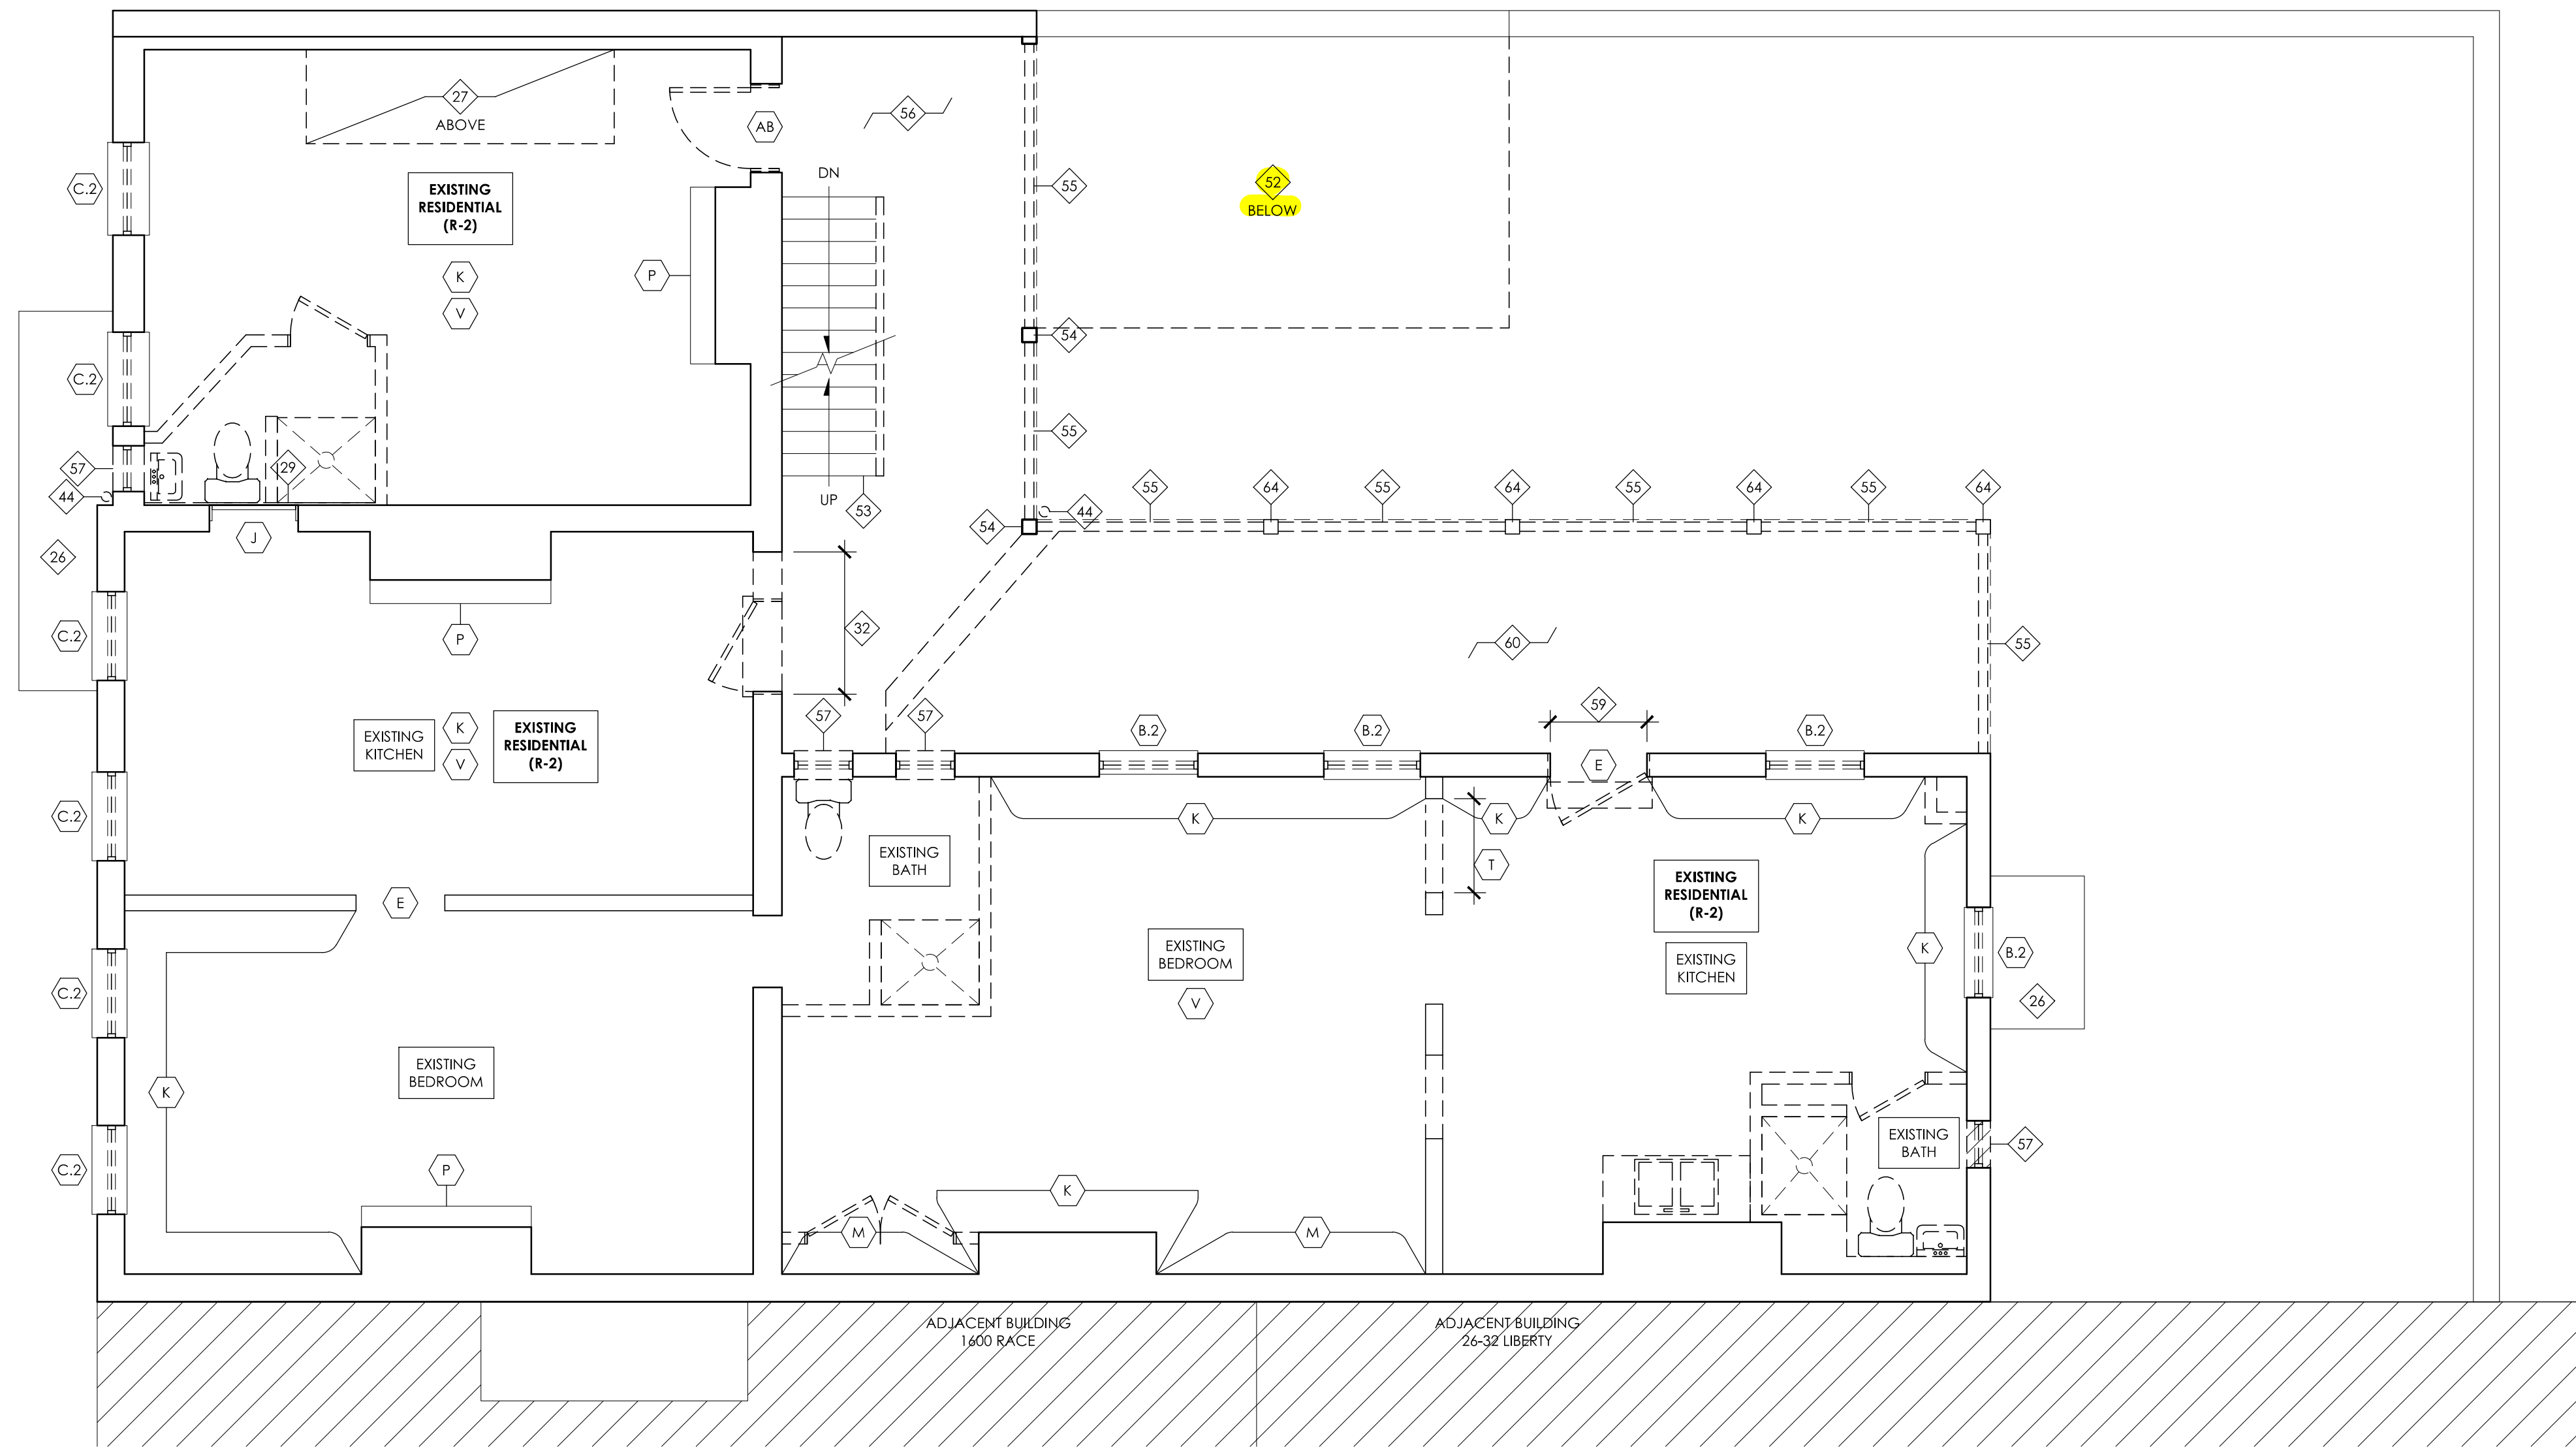 27
ABOVE
AB
56
C.2
EXISTING
RESIDENTIAL
(R-2)
DN
55
52
BELOW
K
V
P
C.2
54
57
29
44
UP
53
55
54
44
55
64
55
64
55
64
55
64
J
26
C.2
P
32
60
55
EXISTING
KITCHEN
K
V
EXISTING
RESIDENTIAL
(R-2)
57
57
B.2
B.2
59
E
B.2
C.2
K
K
K
EXISTING
BATH
T
EXISTING
RESIDENTIAL
(R-2)
E
EXISTING
BEDROOM
V
EXISTING
KITCHEN
K
B.2
26
C.2
EXISTING
BEDROOM
K
C.2
P
K
M
M
EXISTING
BATH
57
ADJACENT BUILDING
1600 RACE
ADJACENT BUILDING
26-32 LIBERTY